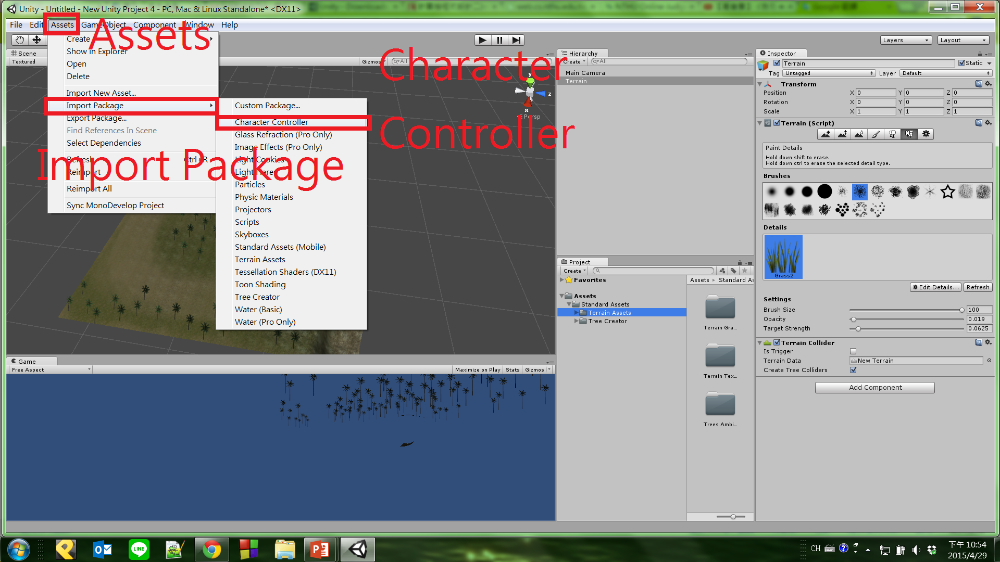 Unity - Untitled - New Unity Project 4 - PC, Mac & Linux Standalone* <DX11>
File Edit Assets GameObject Component Window Help
Assets
Layers Layout
Create
Show in Explorer
Open
Delete
Import New Asset...
Import Package
Export Package...
Find References In Scene
Select Dependencies
Refresh Ctrl+R
Reimport
Reimport All
Sync MonoDevelop Project
Import Package
Custom Package...
Character Controller
Glass Refraction (Pro Only)
Image Effects (Pro Only)
Light Cookies
Light Flares
Particles
Physic Materials
Projectors
Scripts
Skyboxes
Standard Assets (Mobile)
Terrain Assets
Tessellation Shaders (DX11)
Toon Shading
Tree Creator
Water (Basic)
Water (Pro Only)
Character
Controller
Scene
Textured Gizmos All
y
z
x
Persp
Game
Free Aspect Maximize on Play Stats Gizmos
Hierarchy
Create All
Main Camera
Terrain
Project
Create
Favorites
Assets
Standard Assets
Terrain Assets
Tree Creator
Assets Standard As
Terrain Gra...
Terrain Tex...
Trees Ambi...
Inspector
Terrain Static
Tag Untagged Layer Default
Transform
Position X 0 Y 0 Z 0
Rotation X 0 Y 0 Z 0
Scale X 1 Y 1 Z 1
Terrain (Script)
Paint Details
Hold down shift to erase.
Hold down ctrl to erase the selected detail type.
Brushes
Details
Grass2
Edit Details... Refresh
Settings
Brush Size 100
Opacity 0.019
Target Strength 0.0625
Terrain Collider
Is Trigger
Terrain Data New Terrain
Create Tree Colliders
Add Component
LINE
CH
下午 10:54
2015/4/29